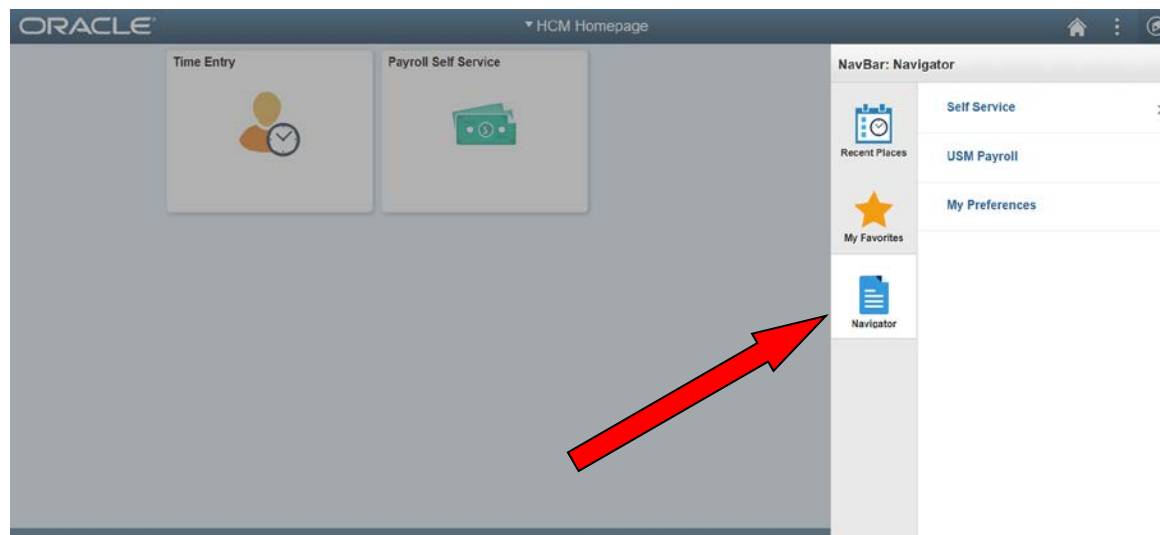 ORACLE
HCM Homepage
Time Entry
Payroll Self Service
NavBar: Navigator
Recent Places
My Favorites
Navigator
Self Service
USM Payroll
My Preferences